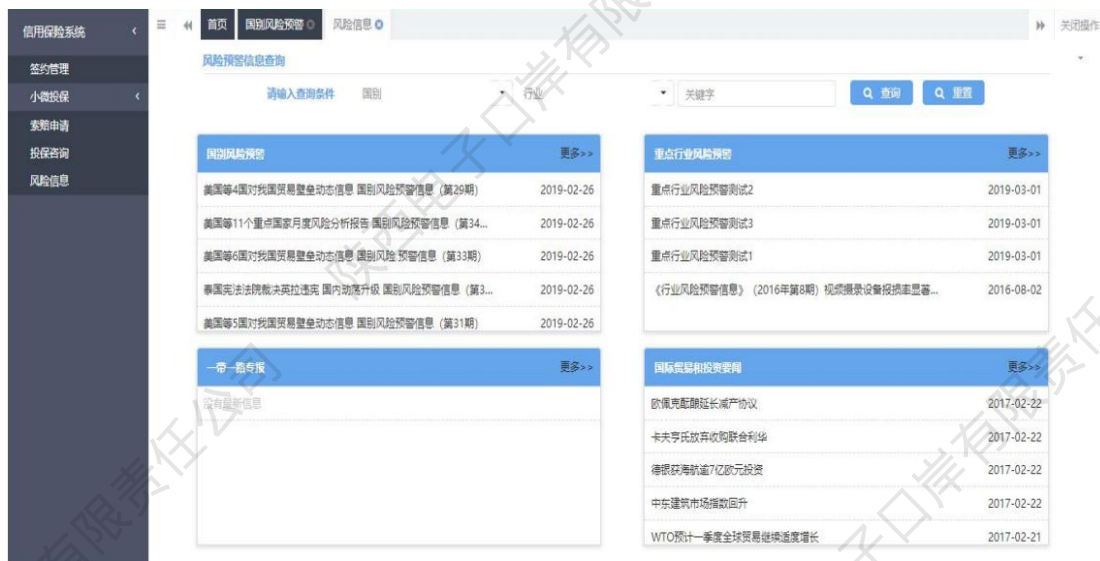 信用保险系统
首页 国别风险预警 风险信息 关闭操作
签约管理
小微投保
索赔申请
投保咨询
风险信息
风险预警信息查询
请输入查询条件 国别 行业 关键字 查询 重置
国别风险预警 更多>>
美国等4国对我国贸易壁垒动态信息 国别风险预警信息（第29期） 2019-02-26
美国等11个重点国家月度风险分析报告 国别风险预警信息（第34... 2019-02-26
美国等6国对我国贸易壁垒动态信息 国别风险 预警信息（第33期） 2019-02-26
泰国宪法法院裁决英拉违宪 国内动荡升级 国别风险预警信息（第3... 2019-02-26
美国等5国对我国贸易壁垒动态信息 国别风险预警信息（第31期） 2019-02-26
重点行业风险预警 更多>>
重点行业风险预警测试2 2019-03-01
重点行业风险预警测试3 2019-03-01
重点行业风险预警测试1 2019-03-01
《行业风险预警信息》（2016年第8期）视频摄录设备报损率显著... 2016-08-02
一带一路专报 更多>>
没有最新信息
国际贸易和投资要闻 更多>>
欧佩克酝酿延长减产协议 2017-02-22
卡夫亨氏放弃收购联合利华 2017-02-22
德银获海航逾7亿欧元投资 2017-02-22
中东建筑市场指数回升 2017-02-22
WTO预计一季度全球贸易继续适度增长 2017-02-21
陕西电子口岸有限
有限责任公司
子口岸有限责任